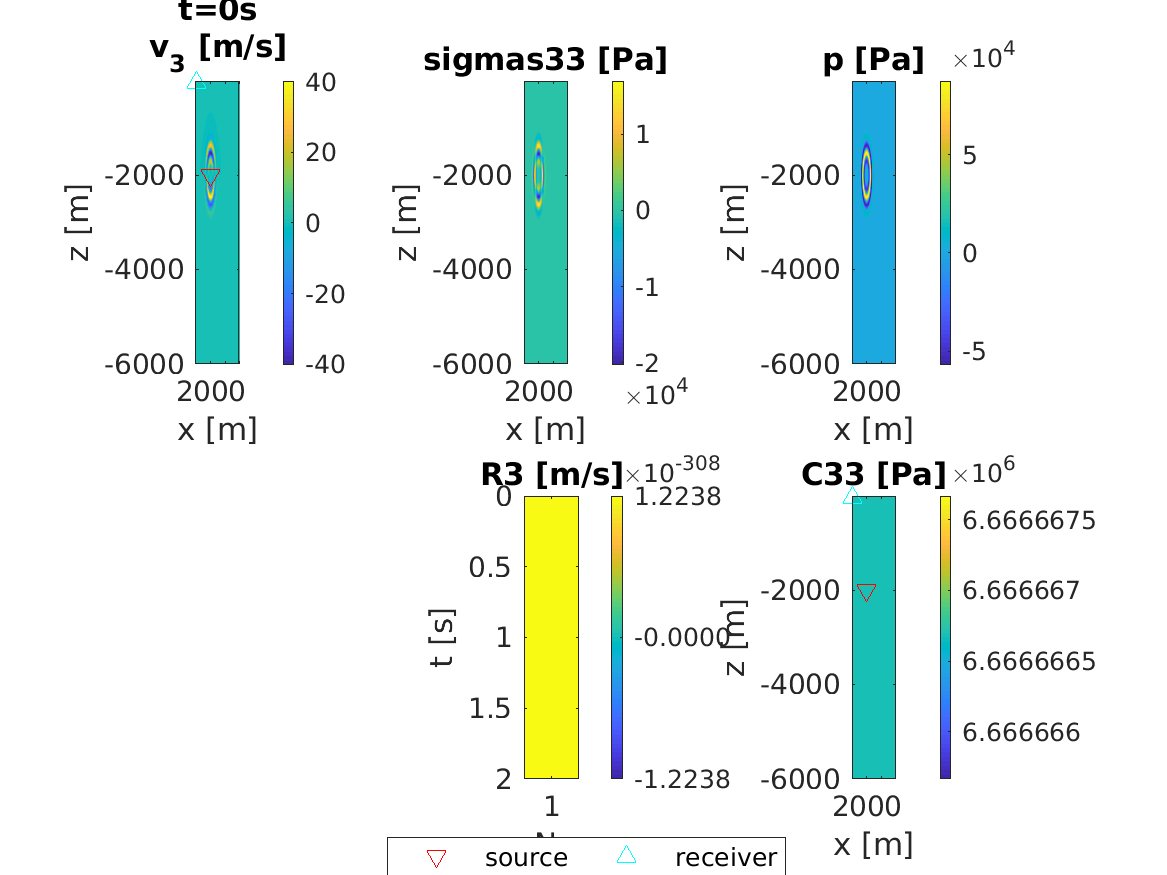 t=0s
v3 [m/s]
sigmas33 [Pa]
p [Pa]
×10^4
40
20
0
-20
-40
-2000
-4000
-6000
z [m]
2000
x [m]
1
0
-1
-2
×10^4
-2000
-4000
-6000
z [m]
2000
x [m]
5
0
-5
-2000
-4000
-6000
z [m]
2000
x [m]
R3 [m/s]
×10^-308
1.2238
-0.0000
-1.2238
0
0.5
1
1.5
2
t [s]
1
C33 [Pa]
×10^6
6.6666675
6.666667
6.6666665
6.666666
-2000
-4000
-6000
z [m]
2000
x [m]
source
receiver